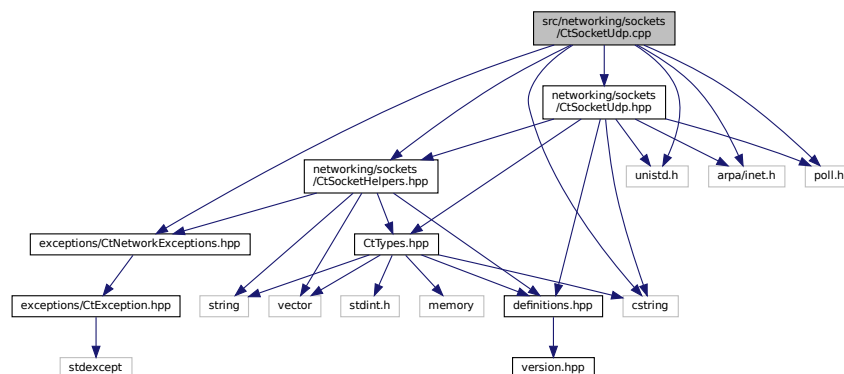 src/networking/sockets
/CtSocketUdp.cpp
networking/sockets
/CtSocketUdp.hpp
networking/sockets
/CtSocketHelpers.hpp
unistd.h
arpa/inet.h
poll.h
exceptions/CtNetworkExceptions.hpp
CtTypes.hpp
exceptions/CtException.hpp
string
vector
stdint.h
memory
definitions.hpp
cstring
stdexcept
version.hpp